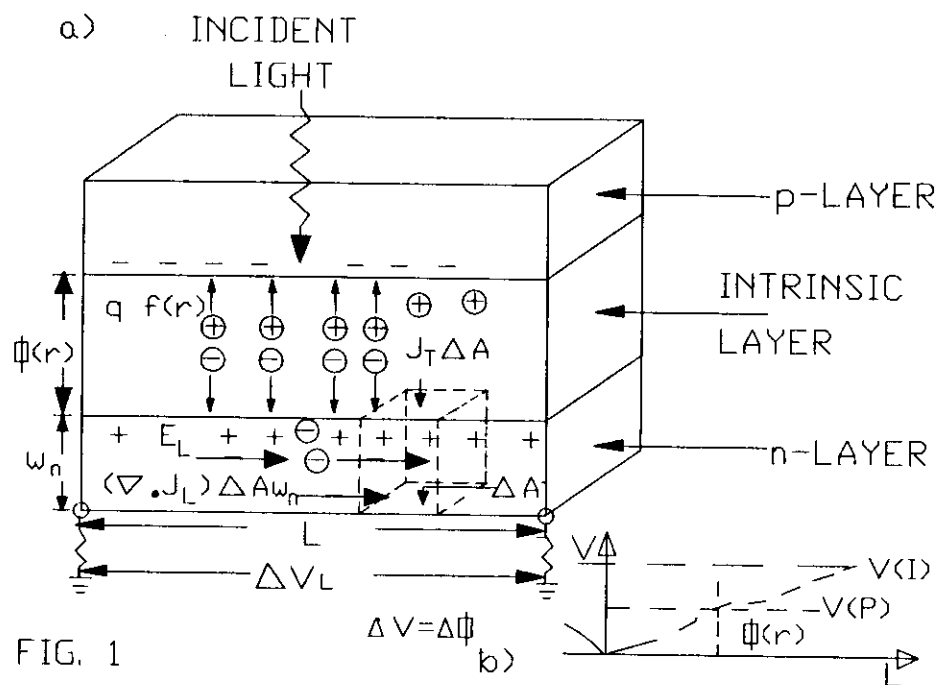 a) INCIDENT
LIGHT
p-LAYER
q f(r)
INTRINSIC
LAYER
ϕ(r)
J_T ΔA
W_n
E_L
n-LAYER
(∇.J_L)ΔAW_n
ΔA
L
ΔV_L
V
V(I)
V(P)
ΔV=Δϕ
ϕ(r)
b)
L
FIG. 1